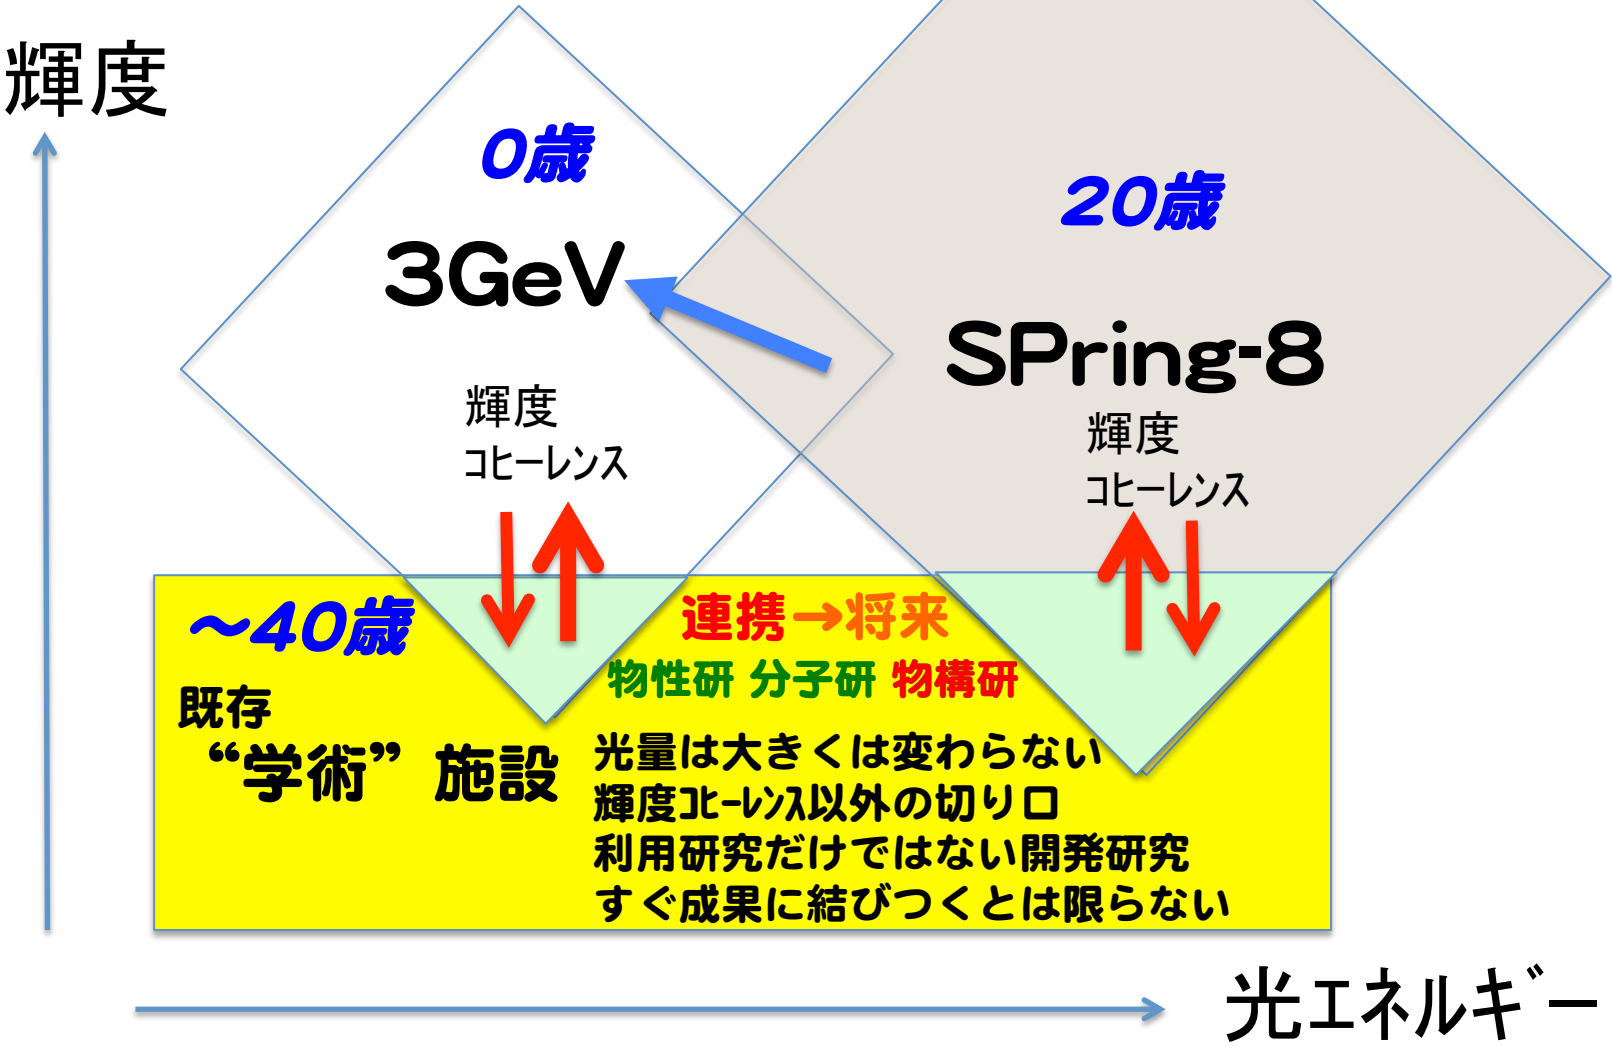 輝度
0歳
3GeV
輝度
コヒーレンス
20歳
SPring-8
輝度
コヒーレンス
～40歳
既存
“学術” 施設
連携→将来
物性研 分子研 物構研
光量は大きくは変わらない
輝度コヒーレンス以外の切り口
利用研究だけではない開発研究
すぐ成果に結びつくとは限らない
光エネルギー